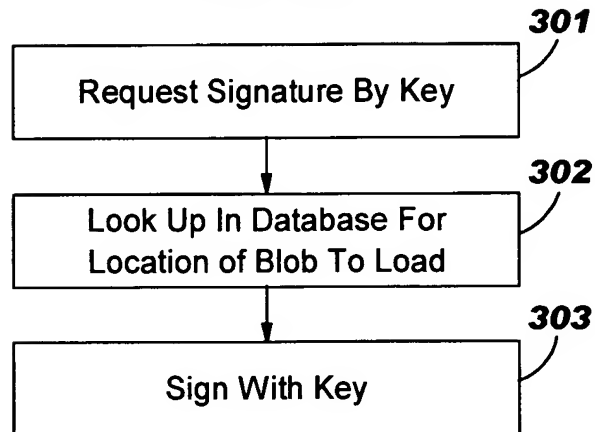 301
Request Signature By Key
302
Look Up In Database For
Location of Blob To Load
303
Sign With Key